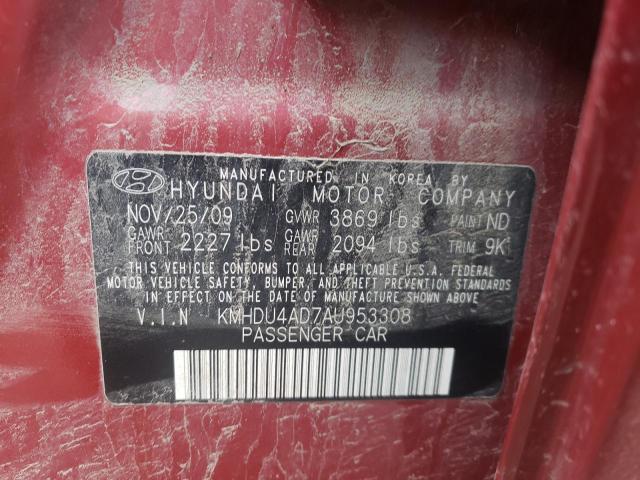 MANUFACTURED IN KOREA BY
HYUNDAI MOTOR COMPANY
NOV/25/09 GVWR 3869 lbs PAINT ND
GAWR FRONT 2227 lbs GAWR REAR 2094 lbs TRIM 9K
THIS VEHICLE CONFORMS TO ALL APPLICABLE U.S.A. FEDERAL
MOTOR VEHICLE SAFETY, BUMPER, AND THEFT PREVENTION STANDARDS
IN EFFECT ON THE DATE OF MANUFACTURE SHOWN ABOVE.
V.I.N KMHDU4AD7AU953308
PASSENGER CAR